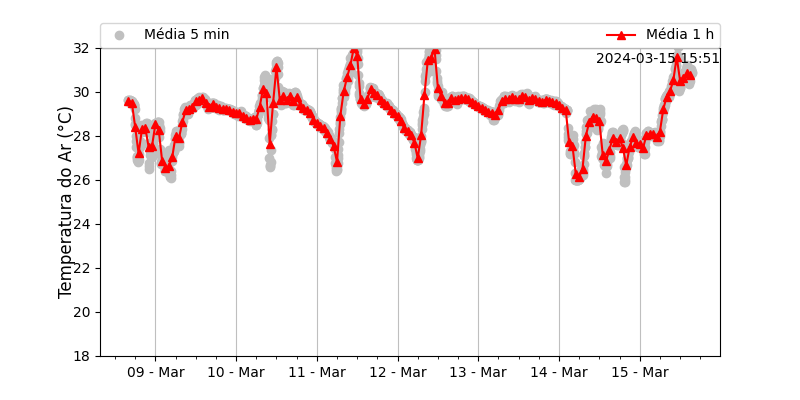 Média 5 min
Média 1 h
2024-03-15 15:51
Temperatura do Ar (°C)
32
30
28
26
24
22
20
18
09 - Mar
10 - Mar
11 - Mar
12 - Mar
13 - Mar
14 - Mar
15 - Mar